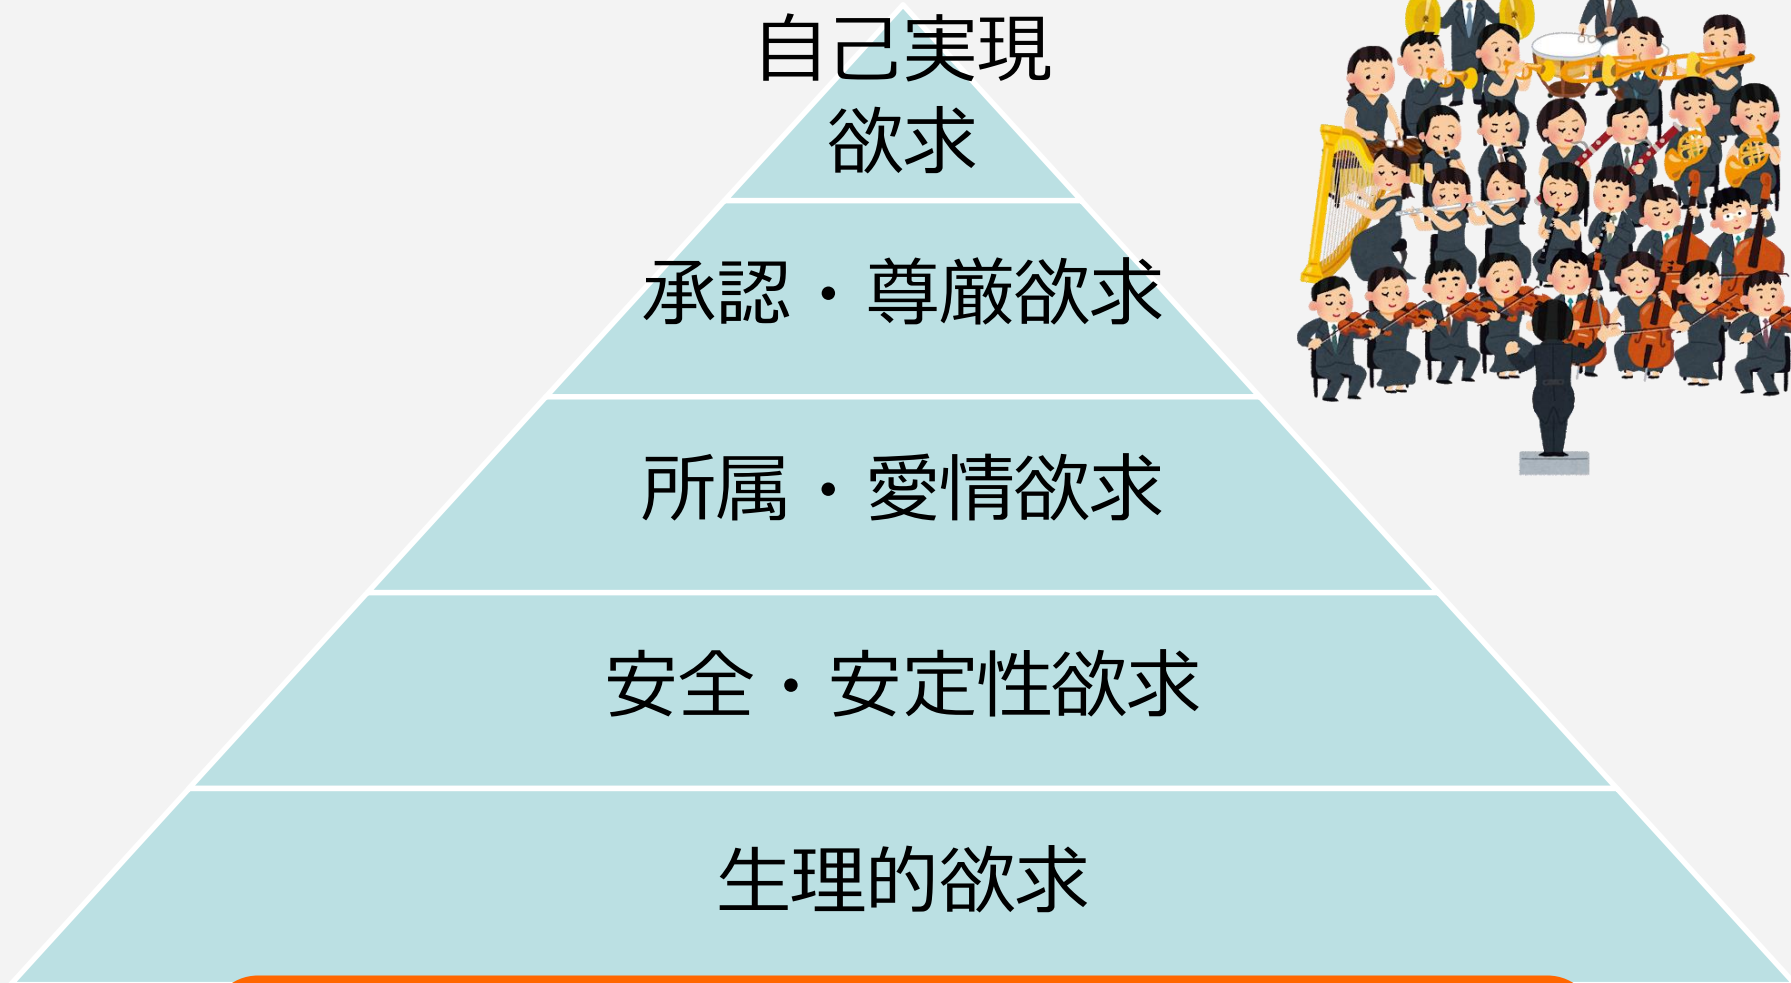 自己実現
欲求
承認・尊厳欲求
所属・愛情欲求
安全・安定性欲求
生理的欲求